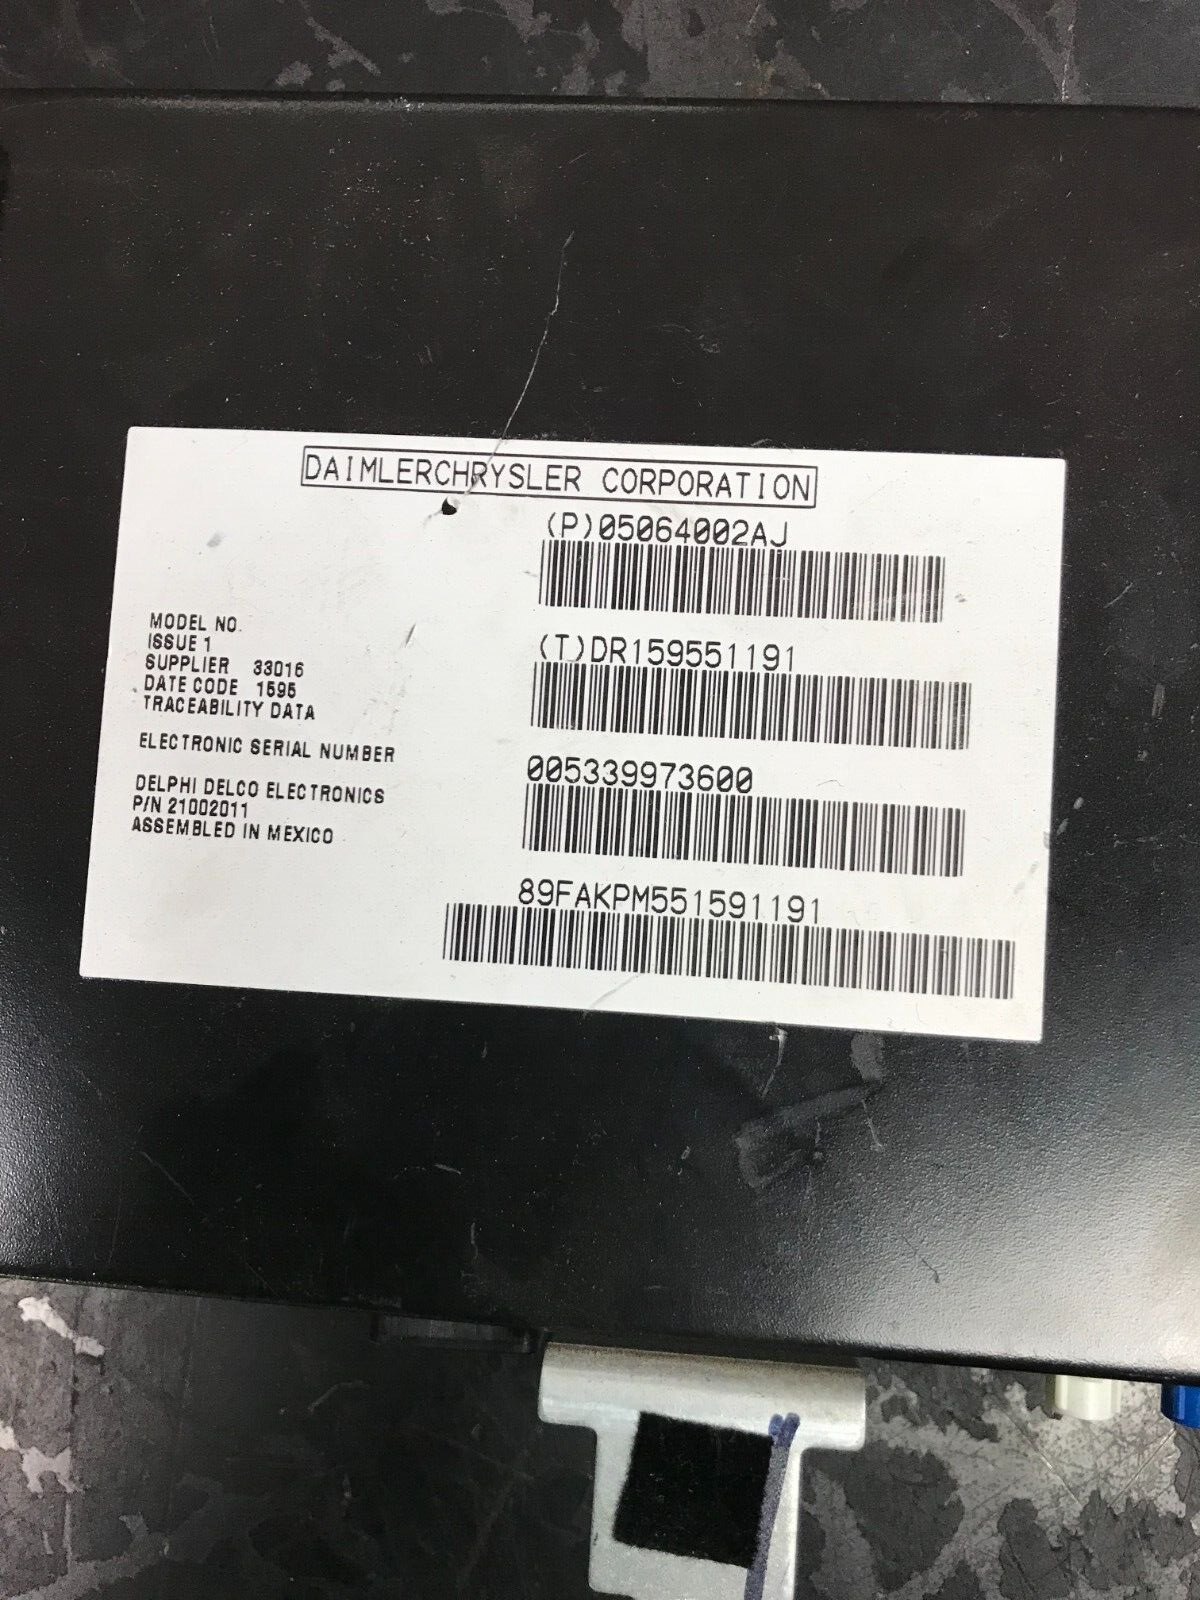 DAIMLERCHRYSLER CORPORATION
(P)05064002AJ
MODEL NO.
ISSUE 1
SUPPLIER 33016
DATE CODE 1595
TRACEABILITY DATA
(T)DR159551191
ELECTRONIC SERIAL NUMBER
005339973600
DELPHI DELCO ELECTRONICS
P/N 21002011
ASSEMBLED IN MEXICO
89FAKPM551591191